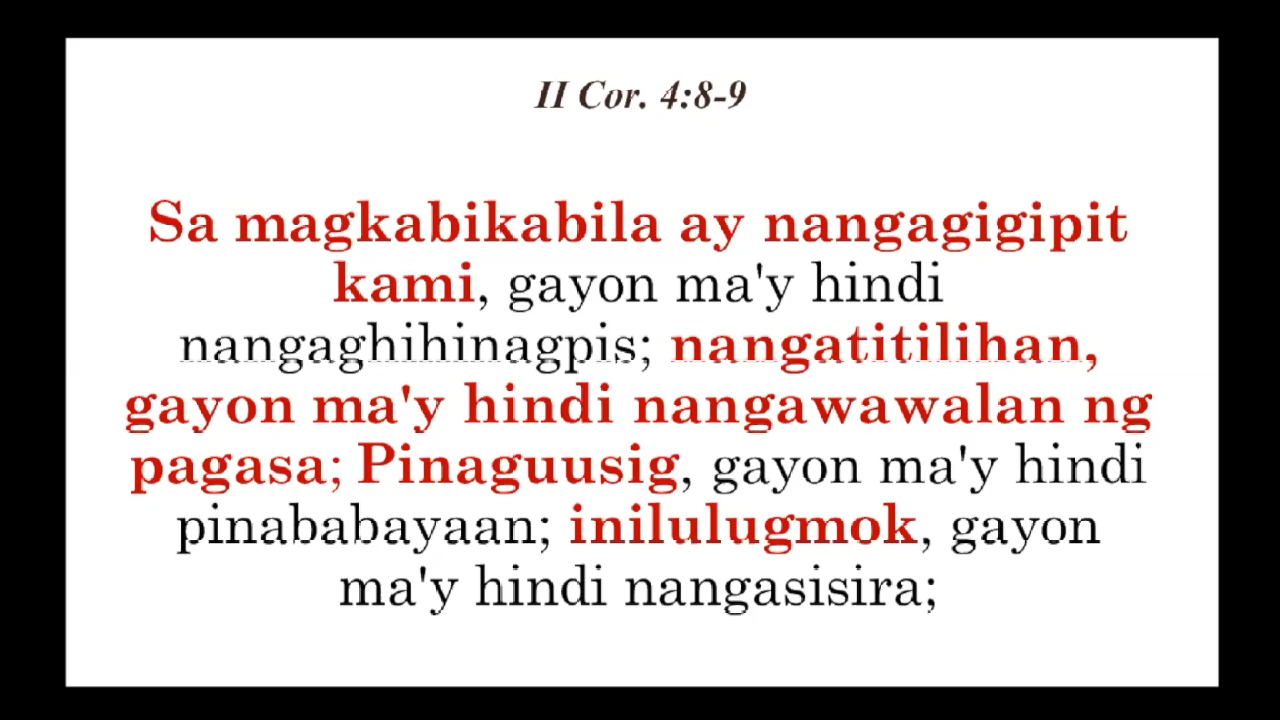 II Cor. 4:8-9
Sa magkabikabila ay nangagigipit
kami, gayon ma'y hindi
nangaghihinagpis; nangatitilihan,
gayon ma'y hindi nangawawalan ng
pagasa; Pinaguusig, gayon ma'y hindi
pinababayaan; inilulugmok, gayon
ma'y hindi nangasisira;